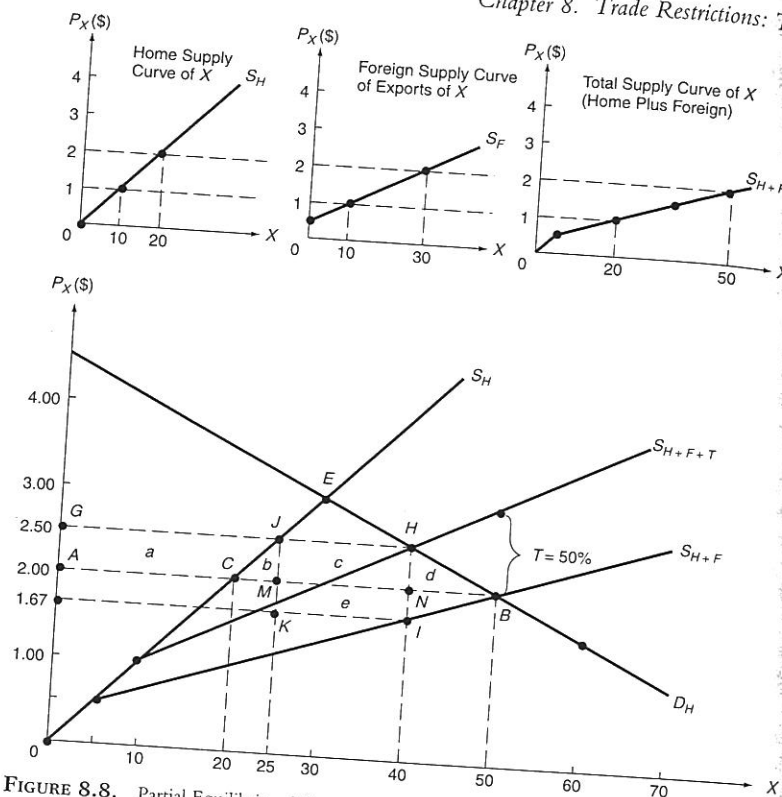 Chapter 8. Trade Restrictions:
P_X($)
Home Supply
Curve of X
S_H
4
3
2
1
0
10
20
X
P_X($)
Foreign Supply Curve
of Exports of X
S_F
4
3
2
1
0
10
30
X
P_X($)
Total Supply Curve of X
(Home Plus Foreign)
4
3
2
1
0
20
50
P_X($)
4.00
3.00
2.50
2.00
1.67
1.00
0
S_H
S_{H+F+T}
S_{H+F}
E
G
J
H
T = 50%
A
a
C
b
c
d
M
N
B
e
K
I
D_H
10
20
25
30
40
50
60
70
X
FIGURE 8.8.